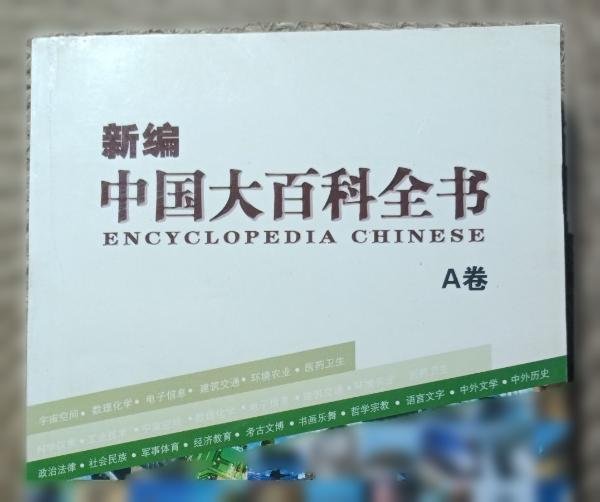 新编
中国大百科全书
ENCYCLOPEDIA CHINESE
A卷
宇宙空间•数理化学•电子信息•建筑交通•环境农业•医药卫生
政治法律•社会民族•军事体育•经济教育•考古文博•书画乐舞•哲学宗教•语言文字•中外文学•中外历史